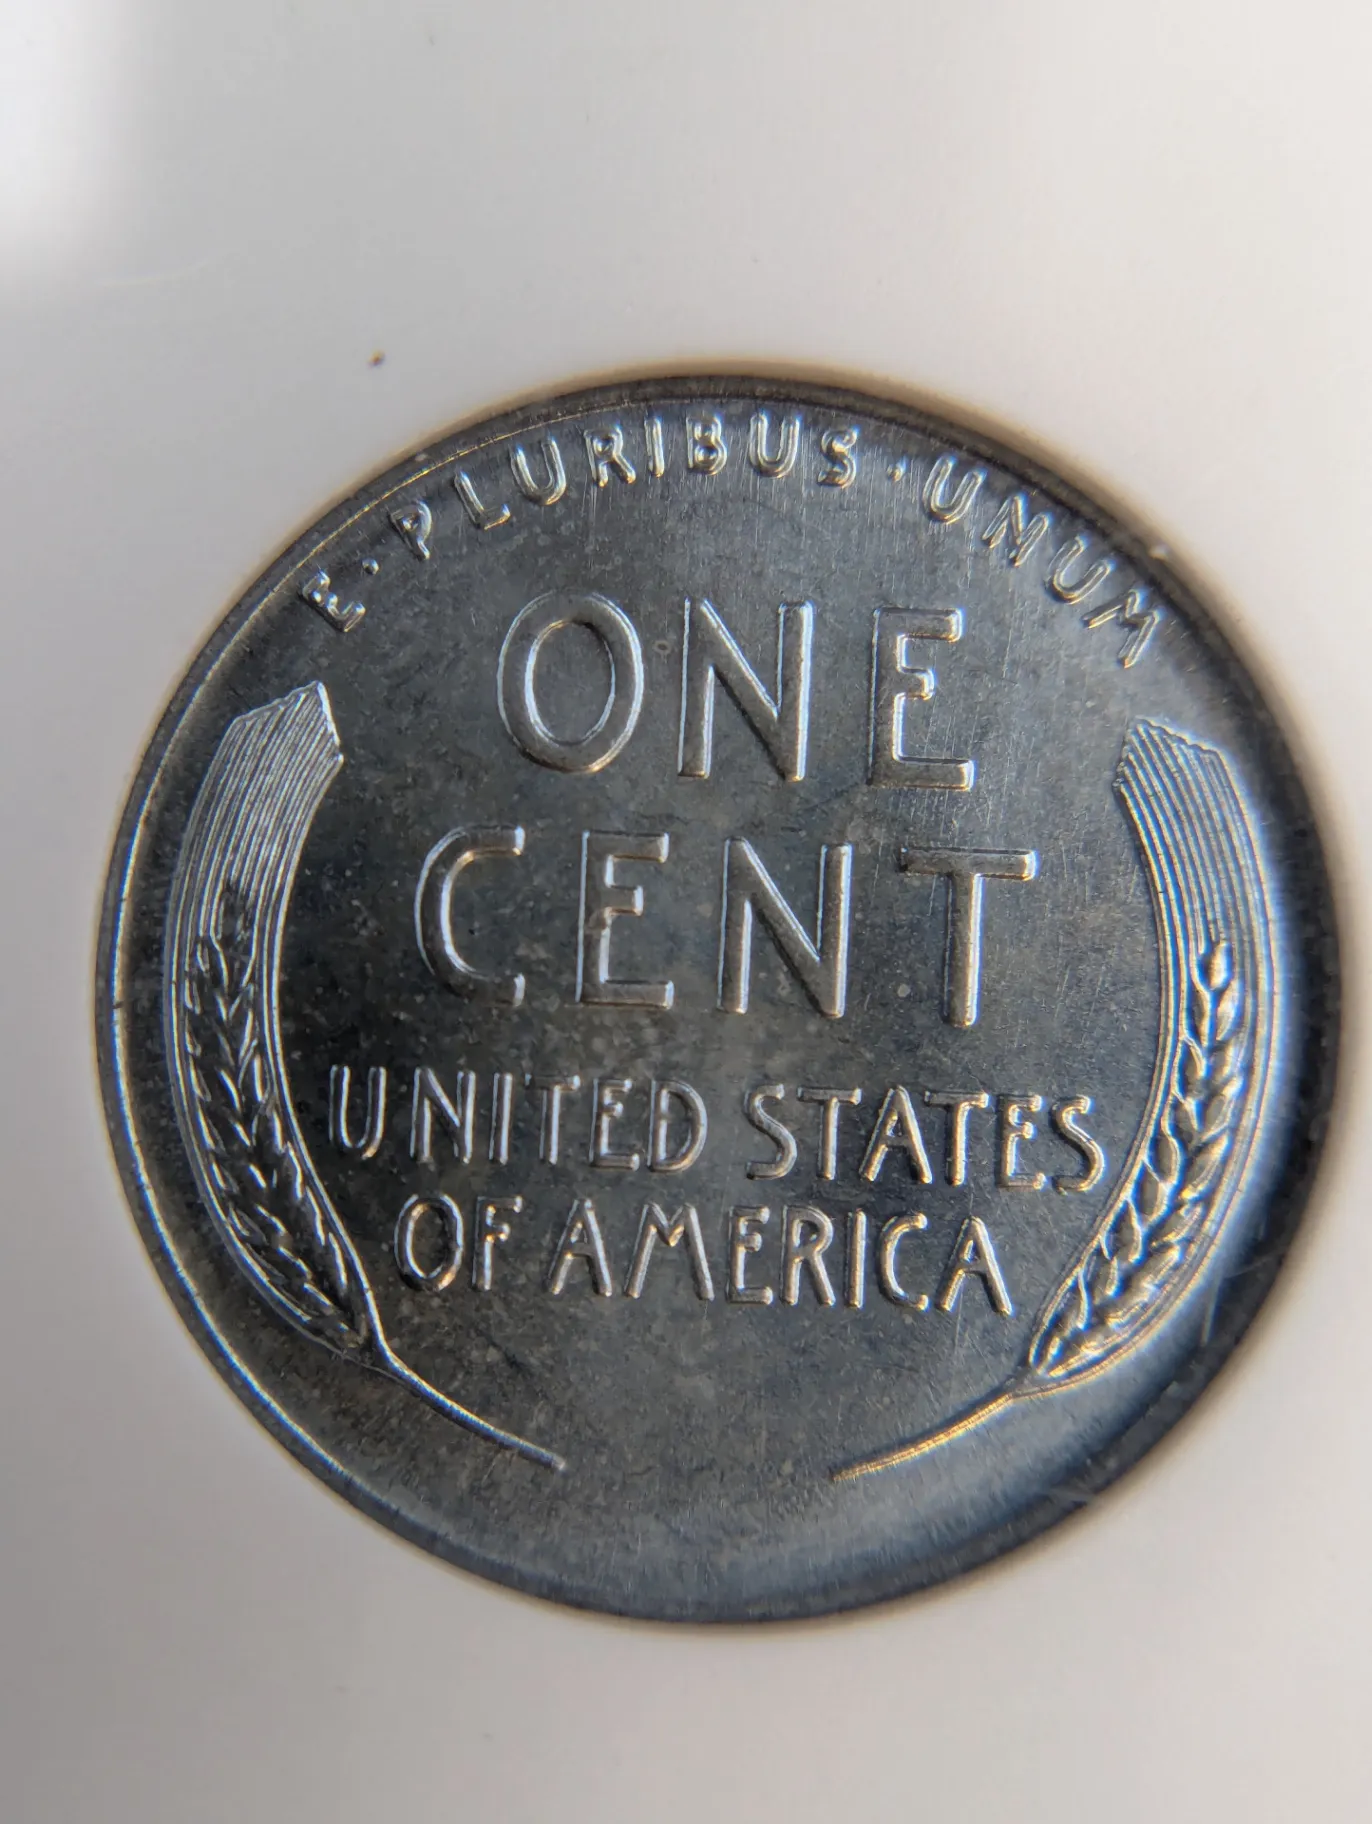 E·PLURIBUS·UNUM
ONE
CENT
UNITED STATES
OF AMERICA